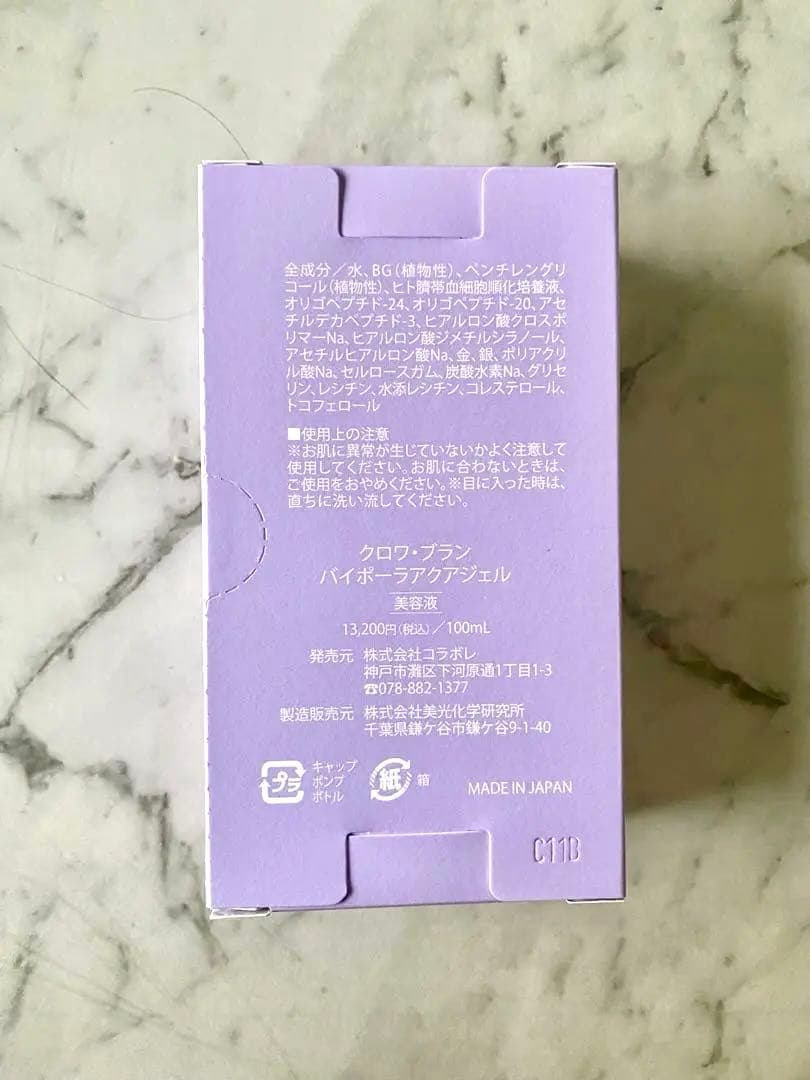 全成分／水、BG（植物性）、ペンチレングリ
コール（植物性）、ヒト臍帯血細胞順化培養液、
オリゴペプチド-24、オリゴペプチド-20、アセ
チルデカペプチド-3、ヒアルロン酸クロスポ
リマーNa、ヒアルロン酸ジメチルシラノール、
アセチルヒアルロン酸Na、金、銀、ポリアクリ
ル酸Na、セルロースガム、炭酸水素Na、グリセ
リン、レシチン、水添レシチン、コレステロール、
トコフェロール
■使用上の注意
※お肌に異常が生じていないかよく注意して
使用してください。お肌に合わないときは、
ご使用をおやめください。※目に入った時は、
直ちに洗い流してください。
クロワ・ブラン
バイポーラアクアジェル
美容液
13,200円（税込）／100mL
発売元 株式会社コラボレ
神戸市灘区下河原通1丁目1-3
☎078-882-1377
製造販売元 株式会社美光化学研究所
千葉県鎌ケ谷市鎌ケ谷9-1-40
プラ キャップ
ポンプ
ボトル
紙 箱
MADE IN JAPAN
C11B